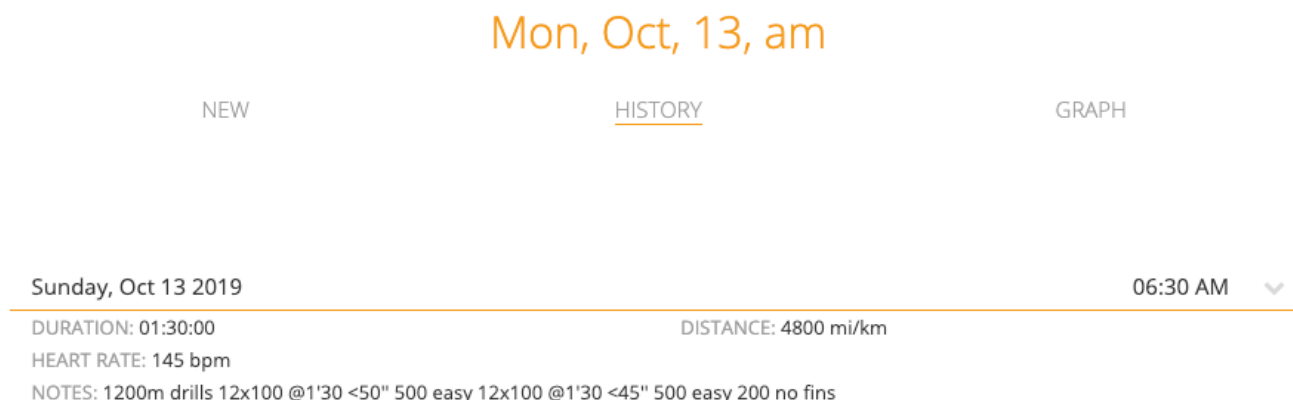 Mon, Oct, 13, am
NEW HISTORY GRAPH
Sunday, Oct 13 2019 06:30 AM
DURATION: 01:30:00 DISTANCE: 4800 mi/km
HEART RATE: 145 bpm
NOTES: 1200m drills 12x100 @1'30 <50" 500 easy 12x100 @1'30 <45" 500 easy 200 no fins